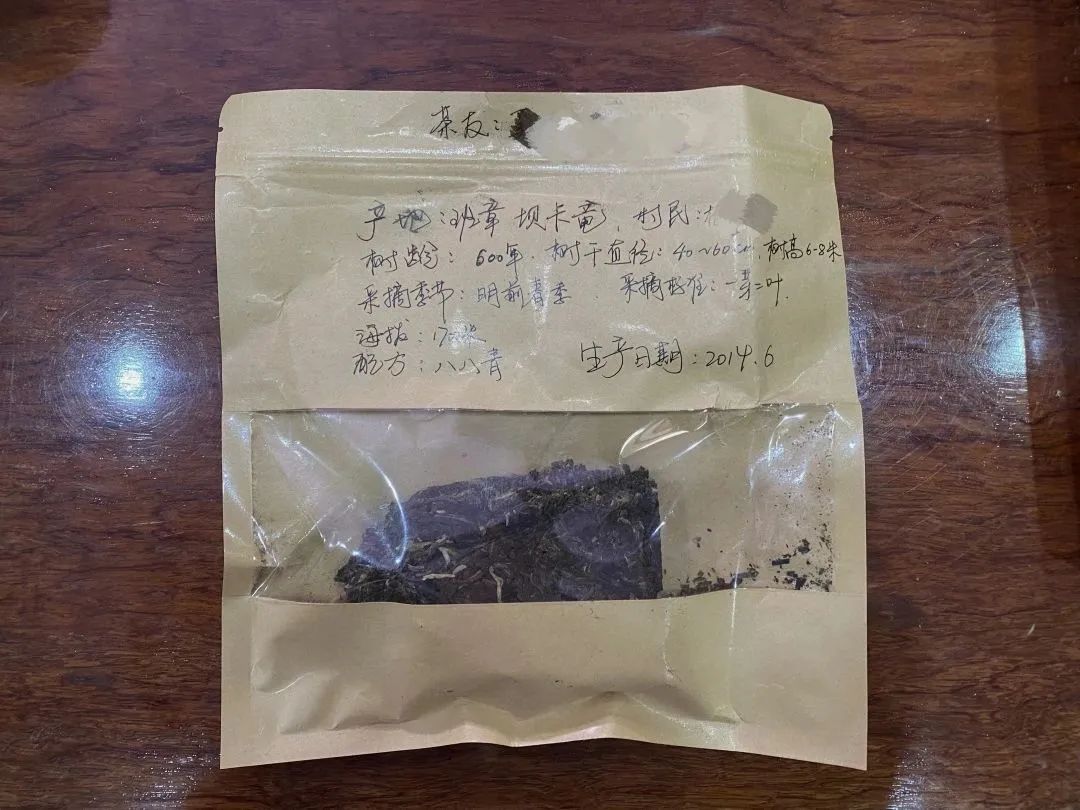 茶友:
产地:班章 坝卡竜,村民:
树龄:600年.树干直径:40~60cm,树高6-8米
采摘季节:明前春季 采摘标准:一芽二叶.
海拔:1700米
配方:八八青 生产日期:2014.6